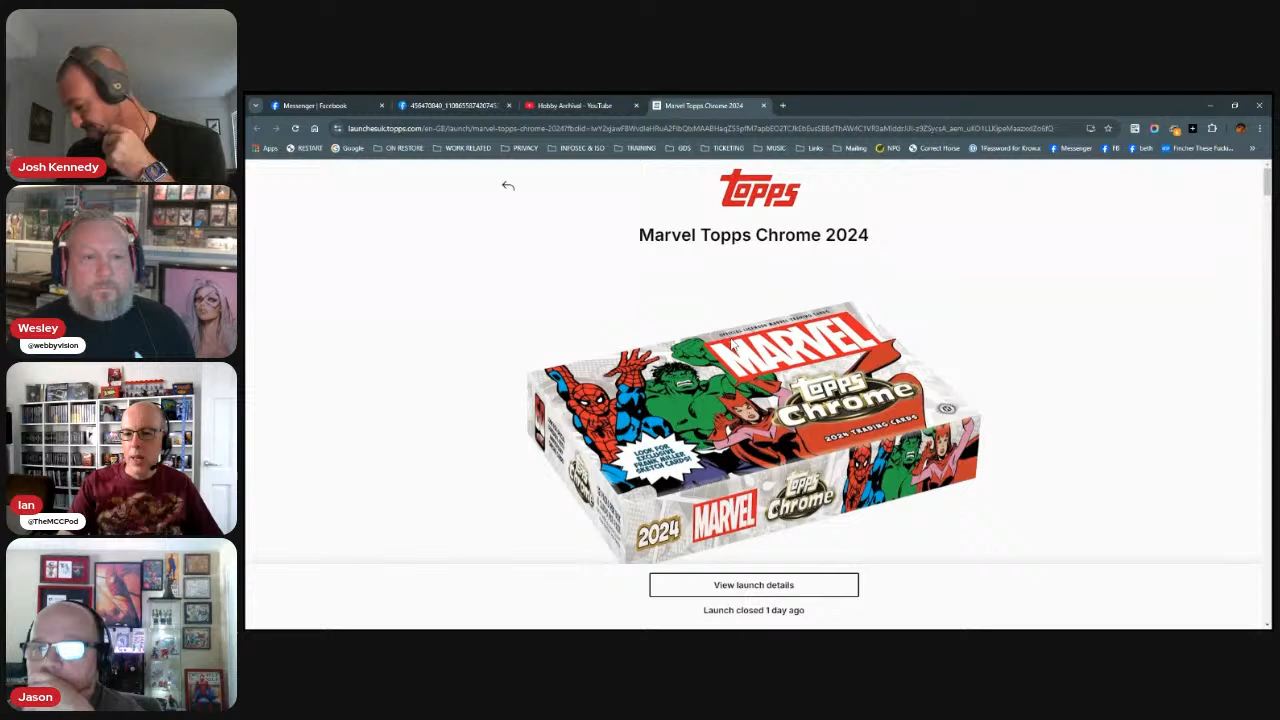 Josh Kennedy
Wesley
@webbyvision
Ian
@TheMCCPod
Jason
Messenger | Facebook
Hobby Archival - YouTube
Marvel Topps Chrome 2024
Apps
RESTART
Google
ON RESTORE
WORK RELATED
PRIVACY
INFOSEC & ISO
TRAINING
GDS
TICKETING
MUSIC
Links
Mailing
NPG
Correct Horse
Messenger
FB
beth
Topps
Marvel Topps Chrome 2024
MARVEL
Topps
Chrome
2024 TRADING CARDS
LOOK FOR
EXCLUSIVE
FRANK MILLER
SKETCH CARDS!
2024
MARVEL
Topps
Chrome
View launch details
Launch closed 1 day ago